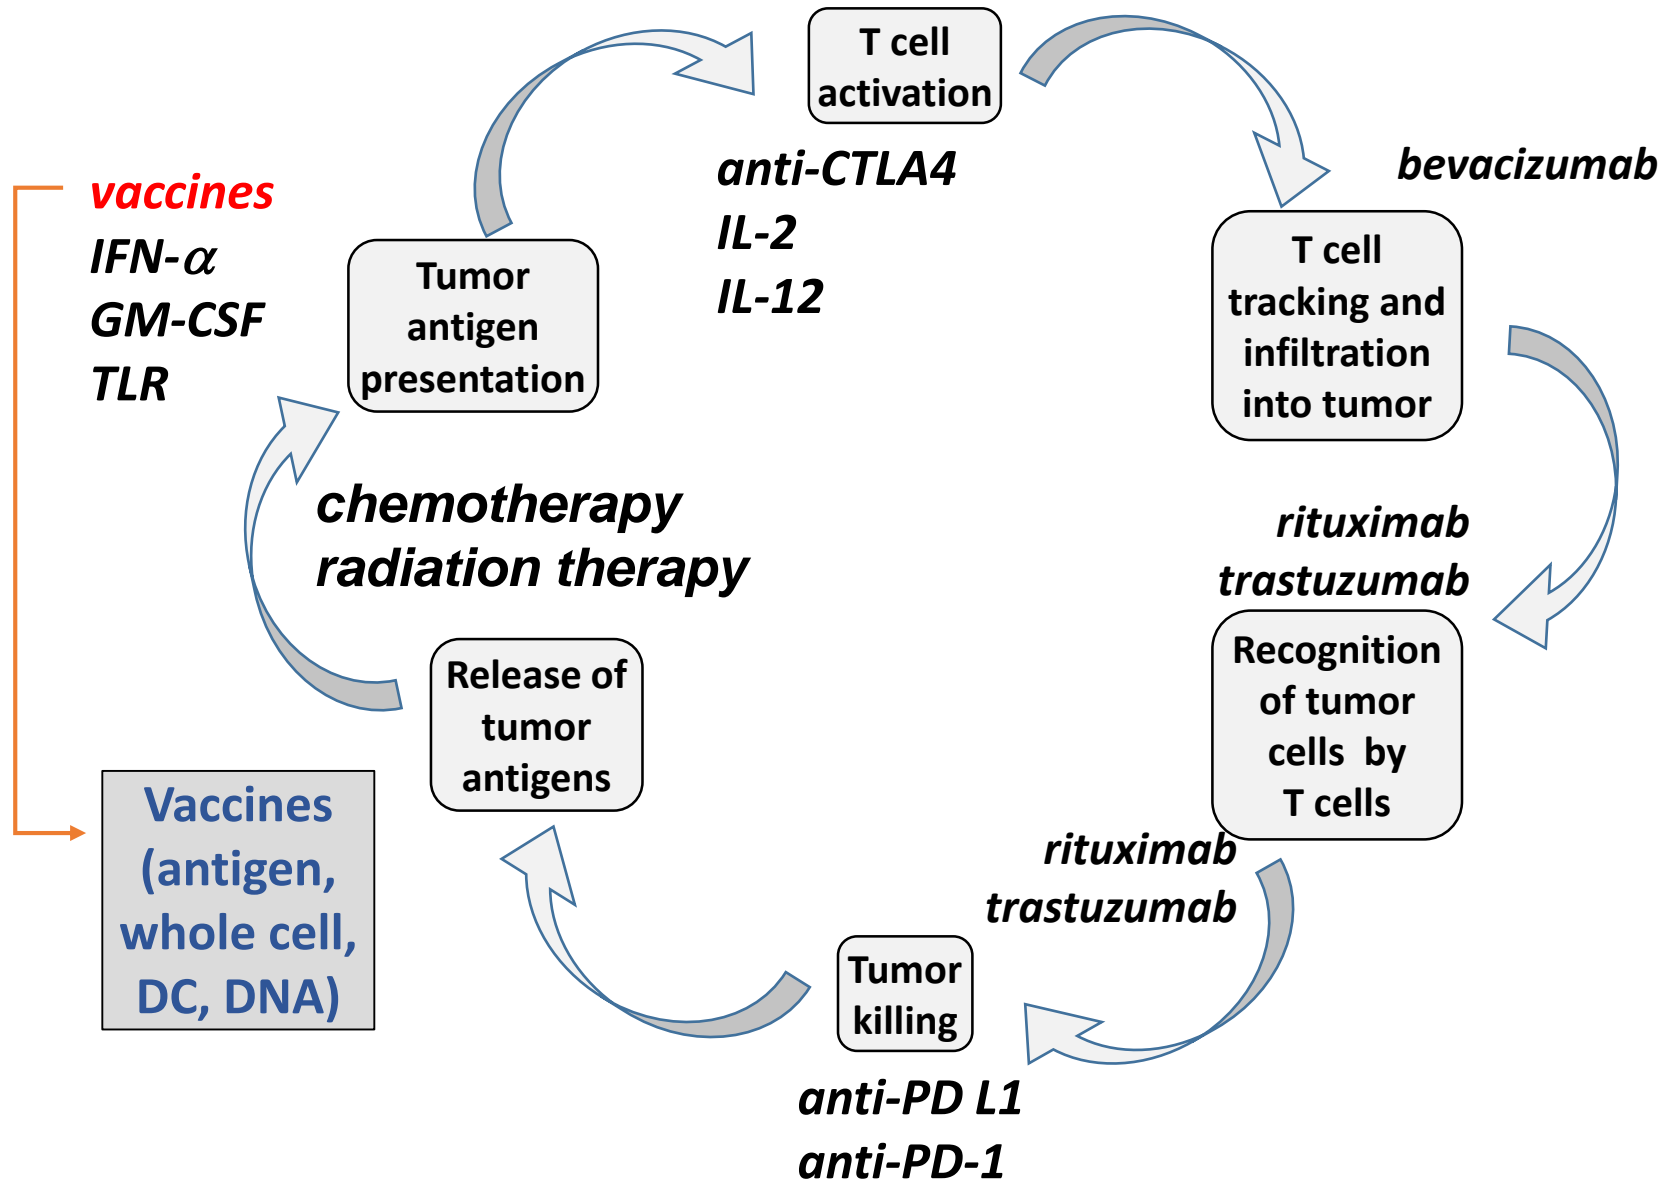 T cell
activation
anti-CTLA4
IL-2
IL-12
bevacizumab
T cell
tracking and
infiltration
into tumor
vaccines
IFN-α
GM-CSF
TLR
Tumor
antigen
presentation
chemotherapy
radiation therapy
rituximab
trastuzumab
Recognition
of tumor
cells by
T cells
Release of
tumor
antigens
Vaccines
(antigen,
whole cell,
DC, DNA)
rituximab
trastuzumab
Tumor
killing
anti-PD L1
anti-PD-1